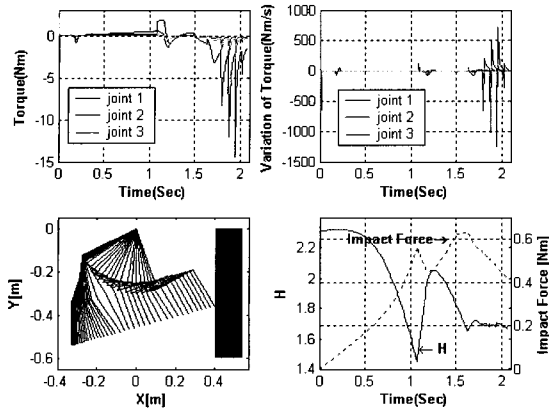 5
0
-5
-10
-15
Torque(Nm)
joint 1
joint 2
joint 3
0 0.5 1 1.5 2
Time(Sec)
1000
500
0
-500
-1000
-1500
Variation of Torque(Nm/s)
joint 1
joint 2
joint 3
0 0.5 1 1.5 2
Time(Sec)
0
-0.2
-0.4
-0.6
Y[m]
-0.4 -0.2 0 0.2 0.4
X[m]
2.2
2
1.8
1.6
1.4
H
Impact Force
H
0.6
0.4
0.2
0
Impact Force [Nm]
0 0.5 1 1.5 2
Time(Sec)